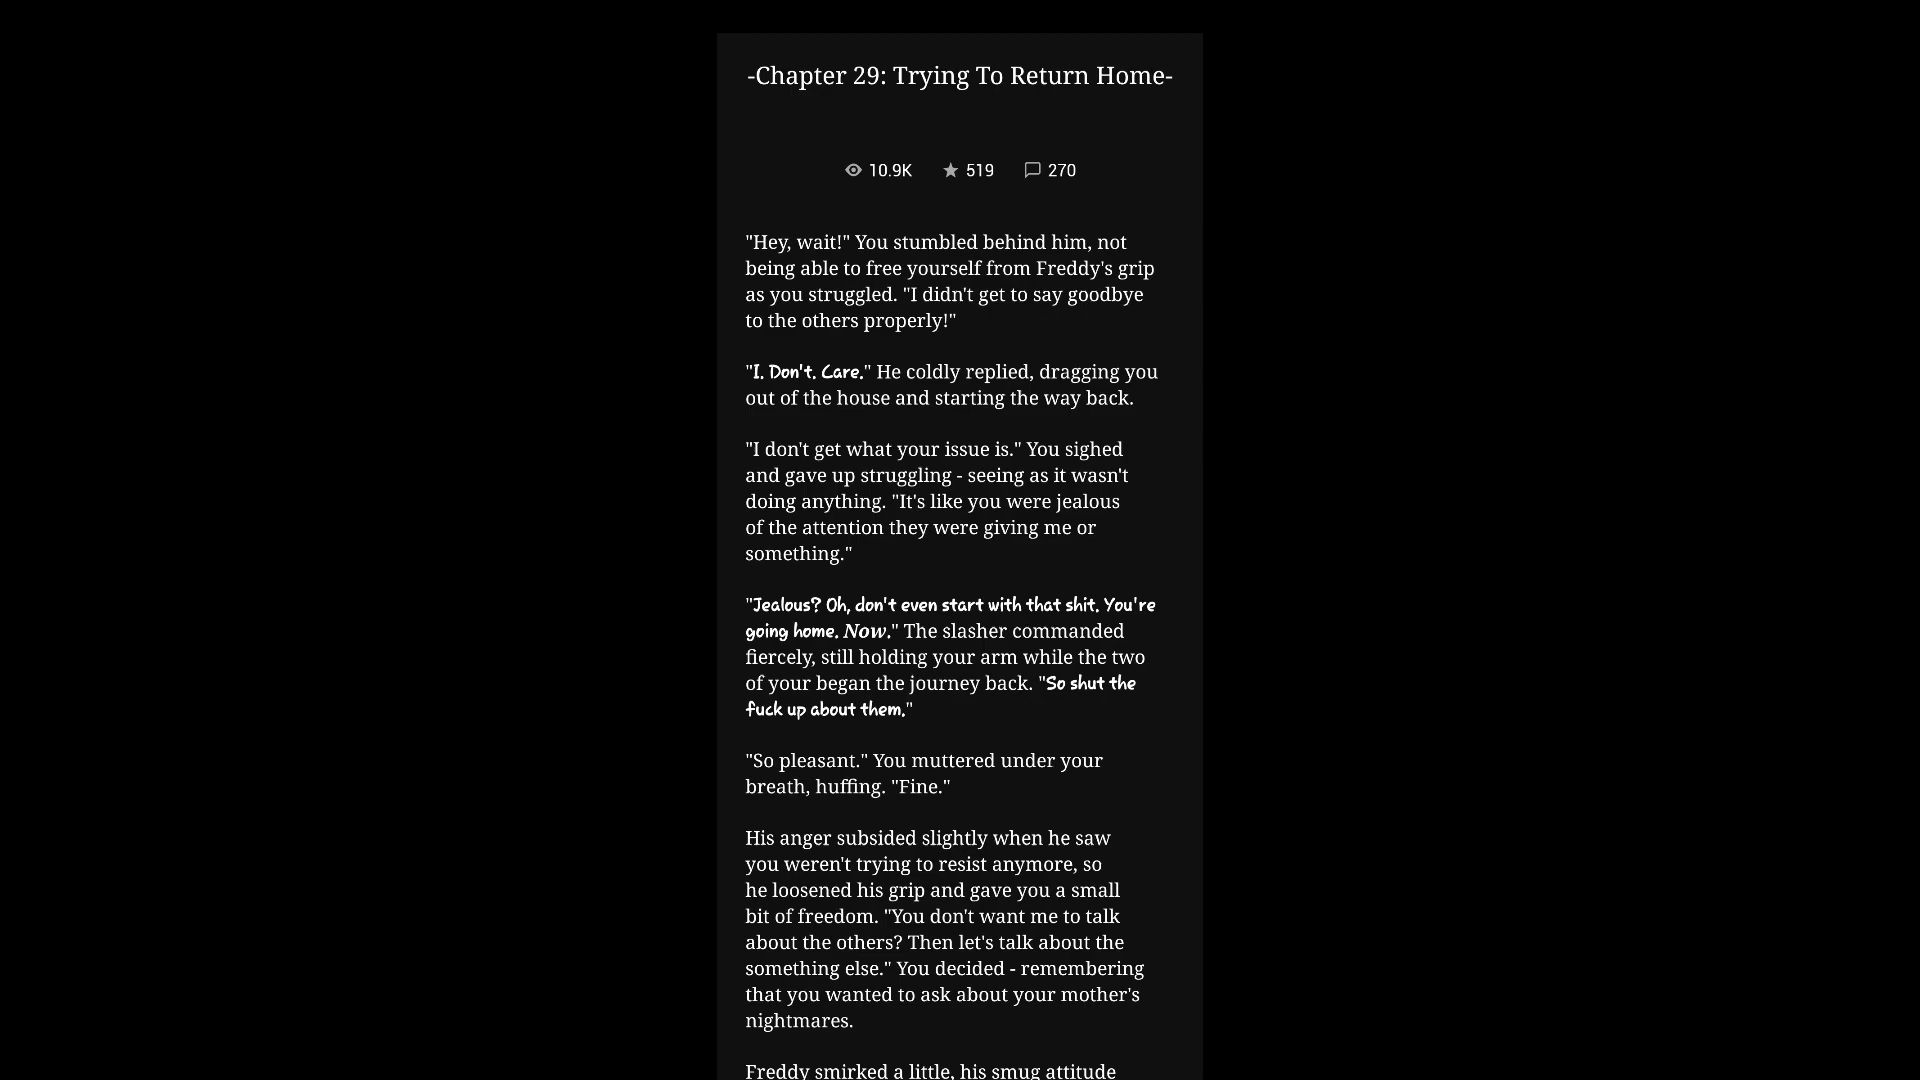 -Chapter 29: Trying To Return Home-
10.9K 519 270
"Hey, wait!" You stumbled behind him, not
being able to free yourself from Freddy's grip
as you struggled. "I didn't get to say goodbye
to the others properly!"
"I. Don't. Care." He coldly replied, dragging you
out of the house and starting the way back.
"I don't get what your issue is." You sighed
and gave up struggling - seeing as it wasn't
doing anything. "It's like you were jealous
of the attention they were giving me or
something."
"Jealous? Oh, don't even start with that shit. You're
going home. Now." The slasher commanded
fiercely, still holding your arm while the two
of your began the journey back. "So shut the
fuck up about them."
"So pleasant." You muttered under your
breath, huffing. "Fine."
His anger subsided slightly when he saw
you weren't trying to resist anymore, so
he loosened his grip and gave you a small
bit of freedom. "You don't want me to talk
about the others? Then let's talk about the
something else." You decided - remembering
that you wanted to ask about your mother's
nightmares.
Freddy smirked a little, his smug attitude